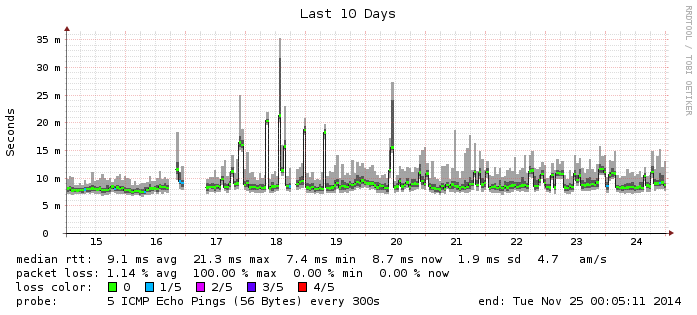 Last 10 Days
RRDTOOL / TOBI OETIKER
Seconds
35 m
30 m
25 m
20 m
15 m
10 m
5 m
0
15 16 17 18 19 20 21 22 23 24
median rtt: 9.1 ms avg 21.3 ms max 7.4 ms min 8.7 ms now 1.9 ms sd 4.7 am/s
packet loss: 1.14 % avg 100.00 % max 0.00 % min 0.00 % now
loss color: 0 1/5 2/5 3/5 4/5
probe: 5 ICMP Echo Pings (56 Bytes) every 300s end: Tue Nov 25 00:05:11 2014